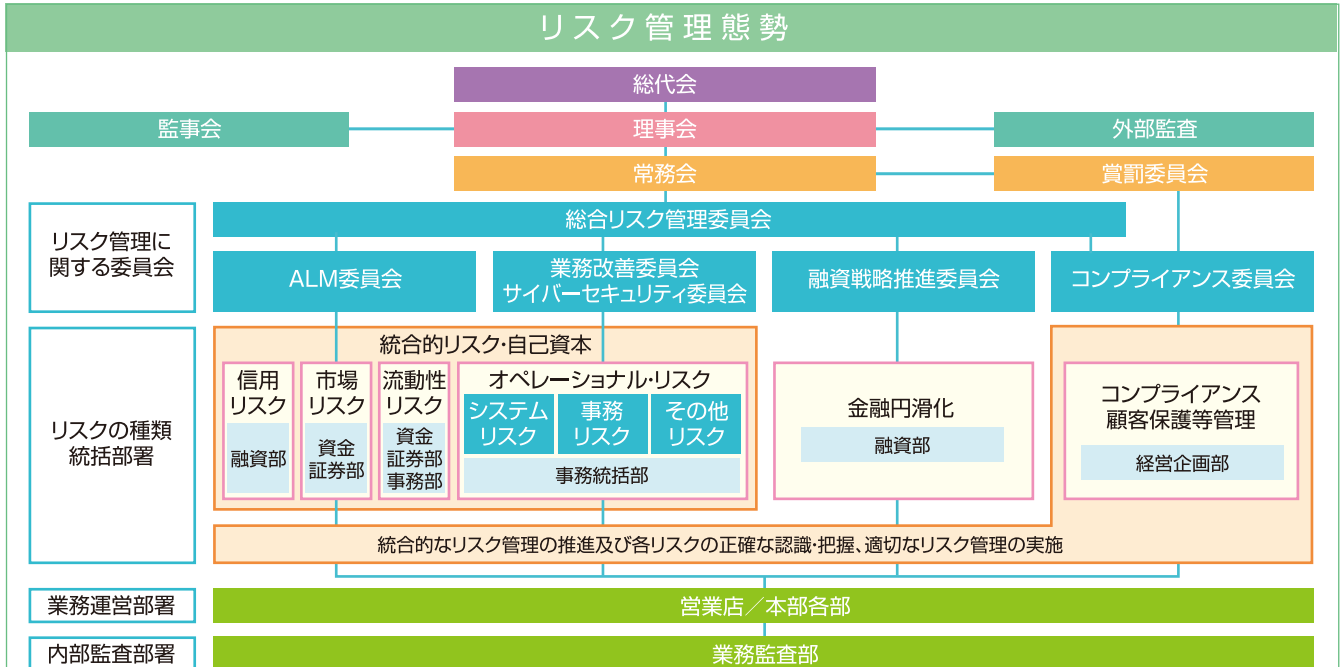 リスク管理態勢
総代会
監事会
理事会
外部監査
常務会
賞罰委員会
リスク管理に
関する委員会
総合リスク管理委員会
ALM委員会
業務改善委員会
サイバーセキュリティ委員会
融資戦略推進委員会
コンプライアンス委員会
リスクの種類
統括部署
統合的リスク・自己資本
信用
リスク
融資部
市場
リスク
資金
証券部
流動性
リスク
資金
証券部
事務部
オペレーショナル・リスク
システム
リスク
事務
リスク
その他
リスク
事務統括部
金融円滑化
融資部
コンプライアンス
顧客保護等管理
経営企画部
統合的なリスク管理の推進及び各リスクの正確な認識・把握、適切なリスク管理の実施
業務運営部署
営業店／本部各部
内部監査部署
業務監査部